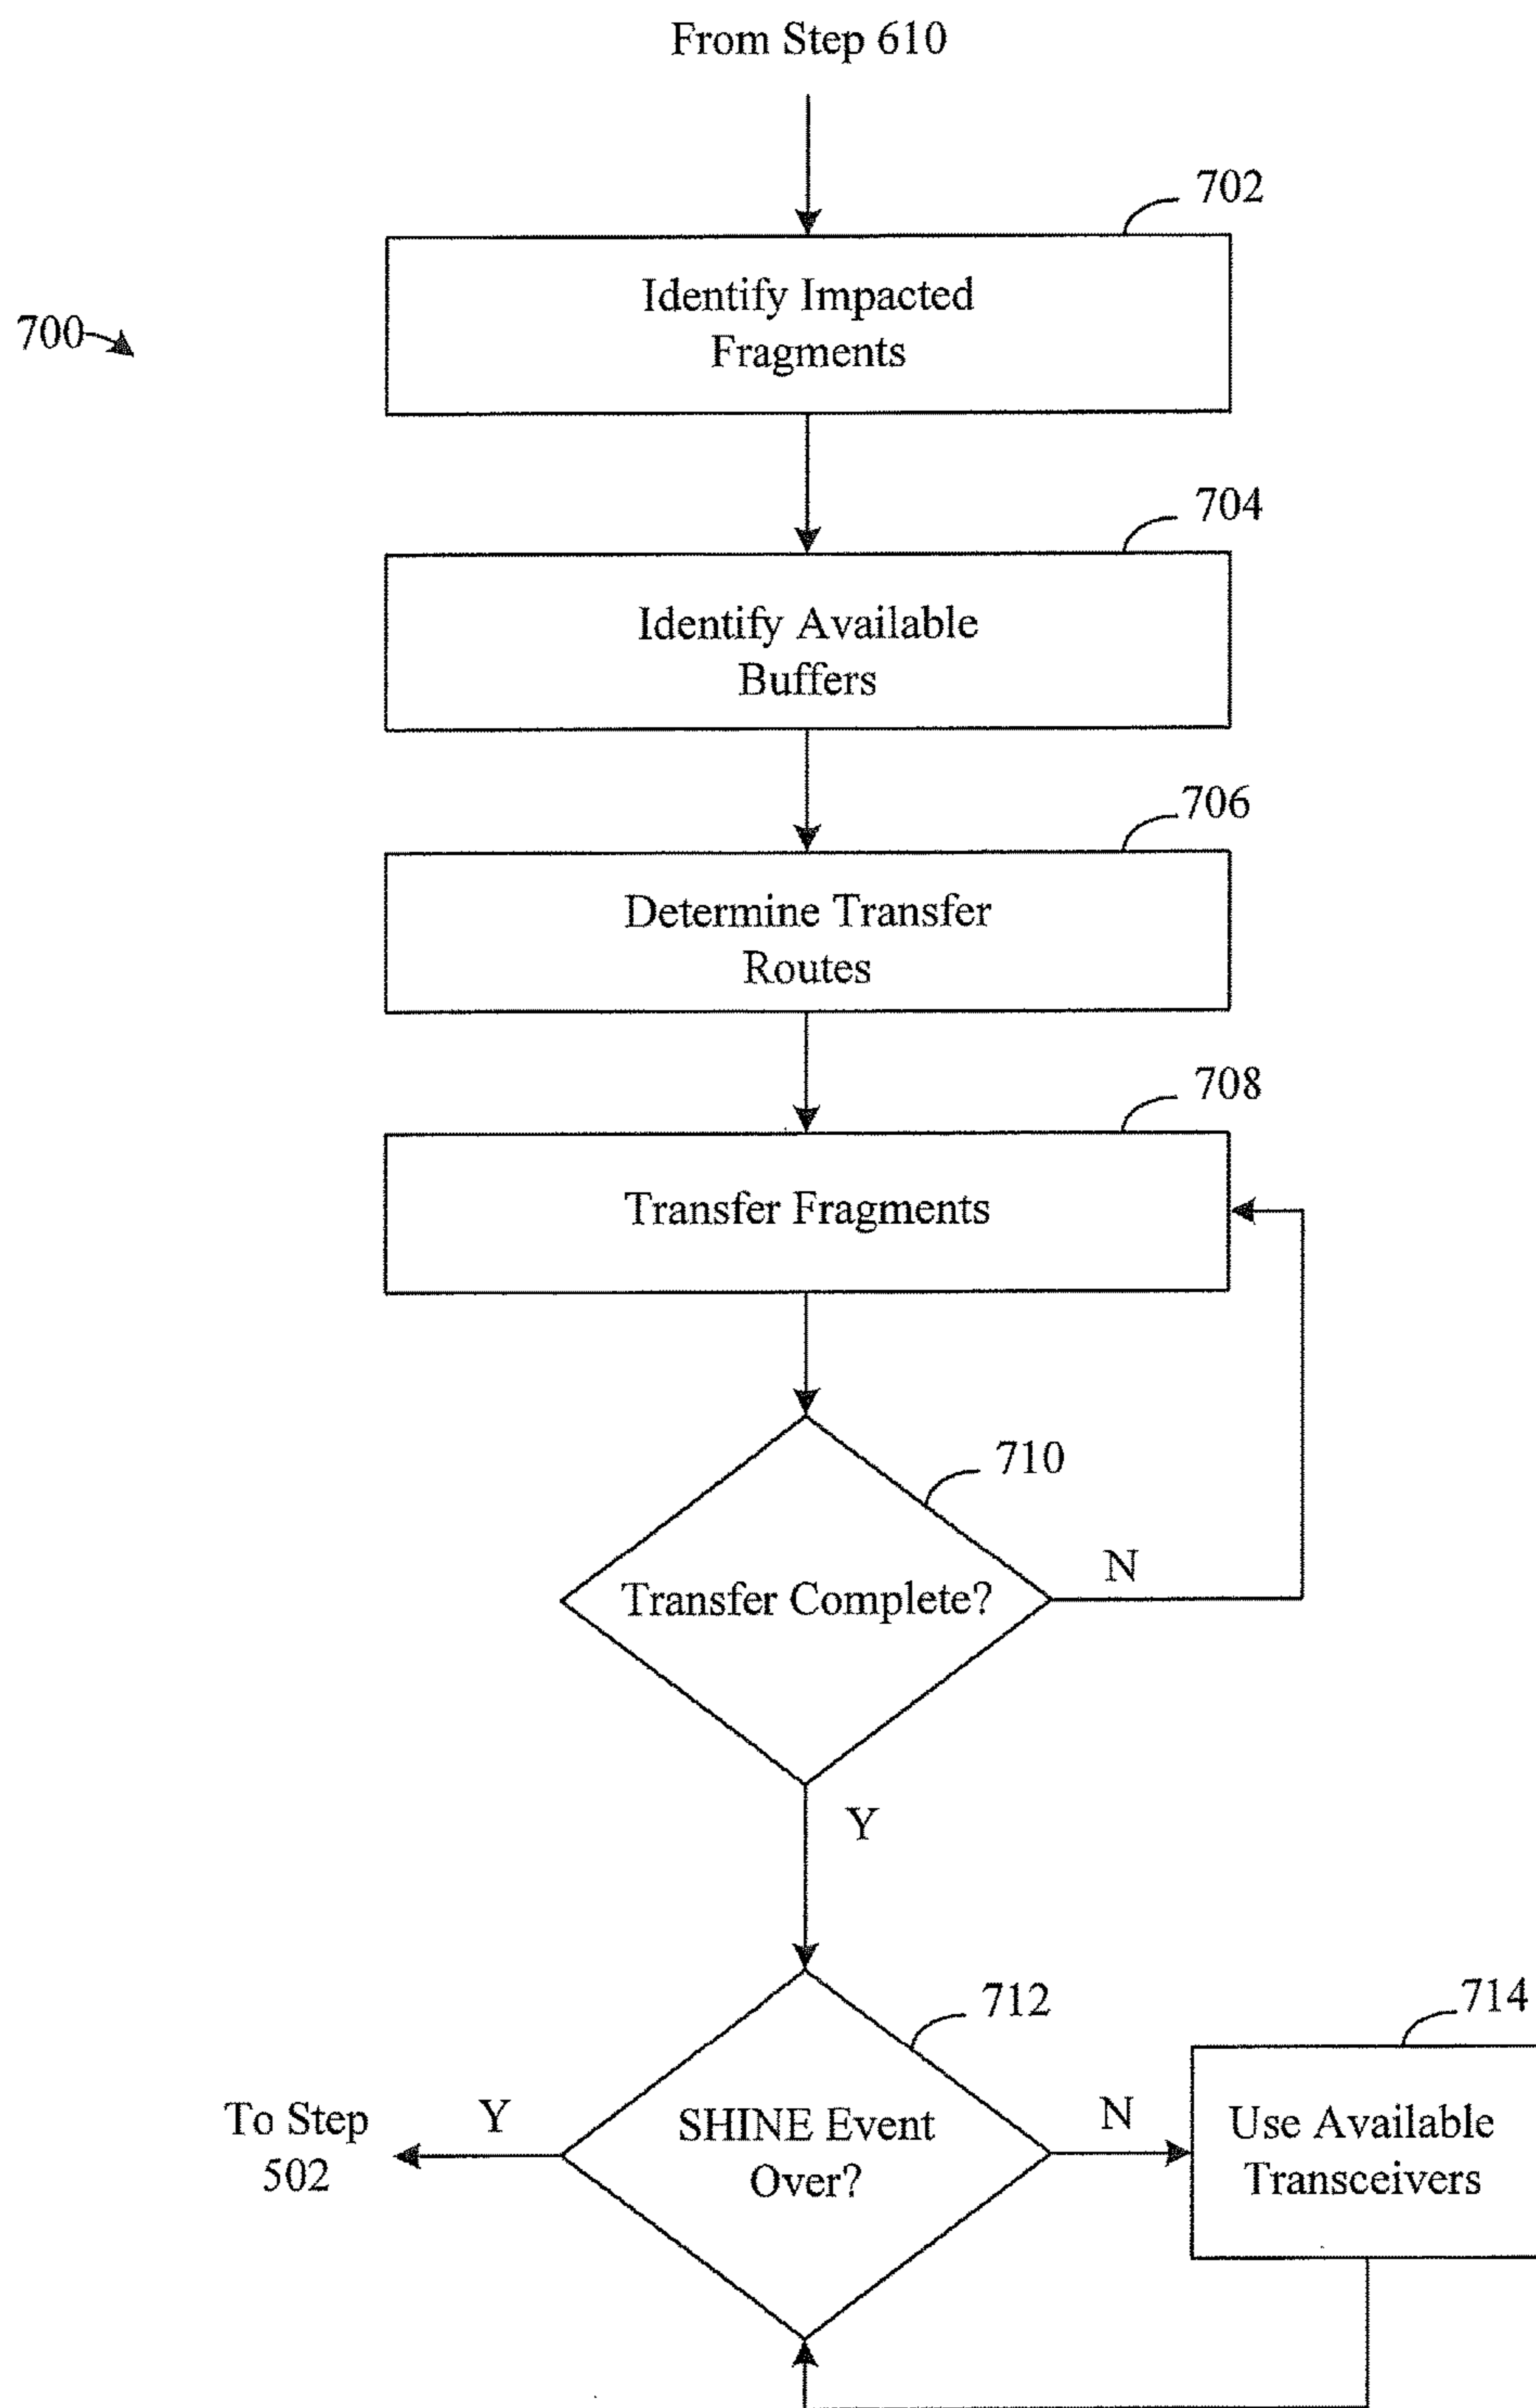 From Step 610
702
Identify Impacted
Fragments
700
704
Identify Available
Buffers
706
Determine Transfer
Routes
708
Transfer Fragments
710
Transfer Complete?
N
Y
712
714
To Step
502
Y
SHINE Event
Over?
N
Use Available
Transceivers